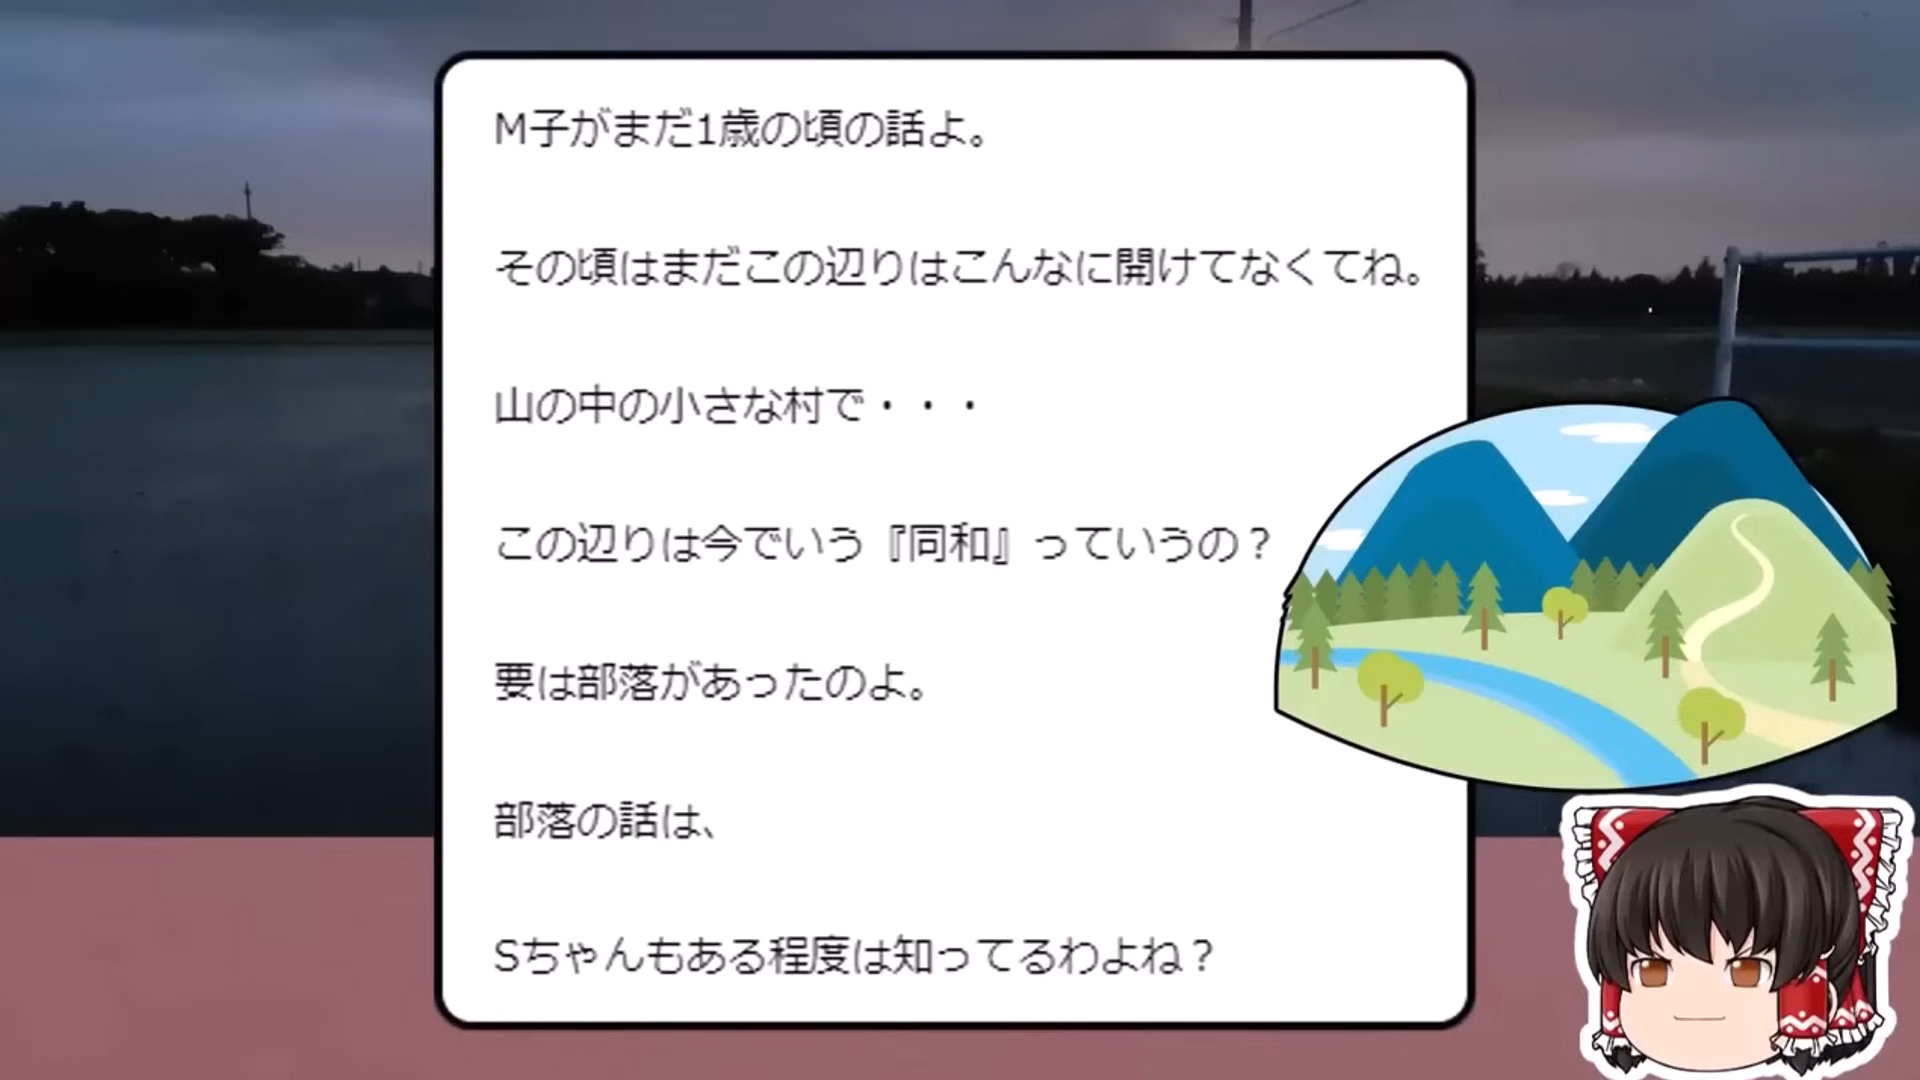 M子がまだ1歳の頃の話よ。
その頃はまだこの辺りはこんなに開けてなくてね。
山の中の小さな村で・・・
この辺りは今でいう『同和』っていうの？
要は部落があったのよ。
部落の話は、
Sちゃんもある程度は知ってるわよね？